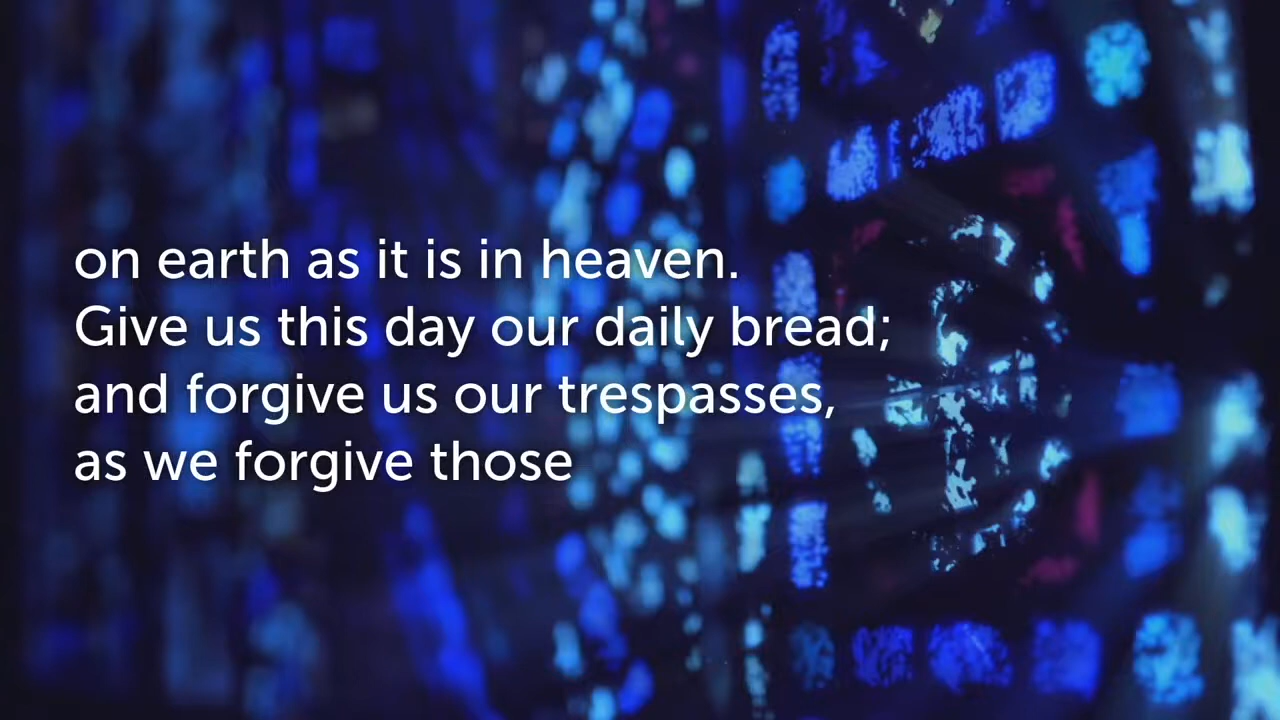 on earth as it is in heaven.
Give us this day our daily bread;
and forgive us our trespasses,
as we forgive those